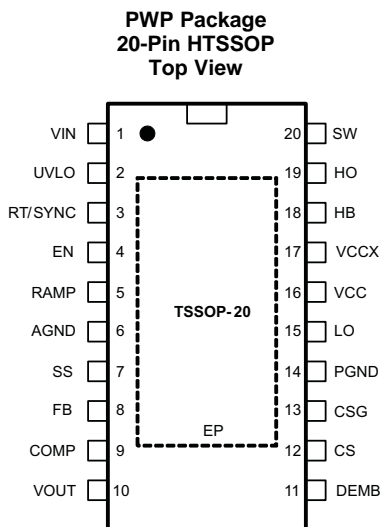 PWP Package
20-Pin HTSSOP
Top View
VIN 1 20 SW
UVLO 2 19 HO
RT/SYNC 3 18 HB
EN 4 17 VCCX
RAMP 5 16 VCC
AGND 6 TSSOP-20 15 LO
SS 7 14 PGND
FB 8 13 CSG
COMP 9 EP 12 CS
VOUT 10 11 DEMB